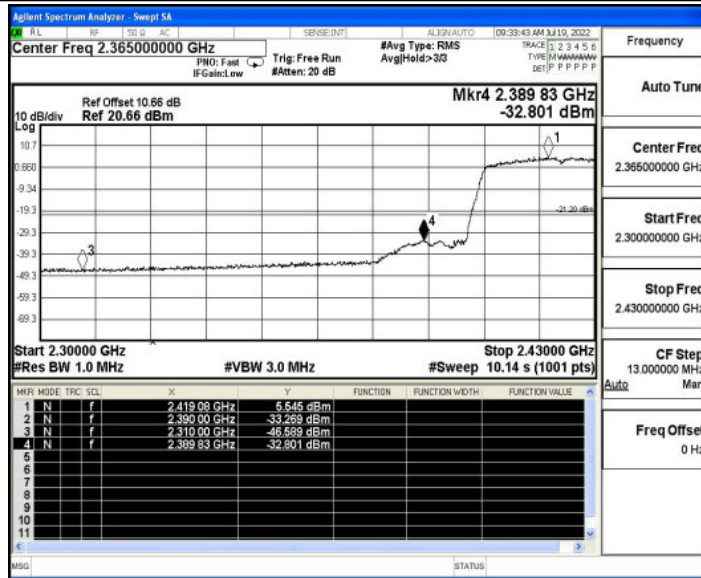 Agilent Spectrum Analyzer - Swept SA
RL RF 50 Ω AC SENSE:INT ALIGN AUTO 09:33:43 AM Jul 19, 2022
Center Freq 2.365000000 GHz
PNO: Fast
IFGain:Low
Trig: Free Run
#Atten: 20 dB
#Avg Type: RMS
Avg|Hold:>3/3
TRACE 1 2 3 4 5 6
TYPE
DET P P P P P P
Ref Offset 10.66 dB
10 dB/div Ref 20.66 dBm
Log
Mkr4 2.389 83 GHz
-32.801 dBm
10.7
0.660
-9.34
-19.3
-29.3
-39.3
-49.3
-59.3
-69.3
1
-21.20 dBm
4
3
Start 2.30000 GHz Stop 2.43000 GHz
#Res BW 1.0 MHz #VBW 3.0 MHz #Sweep 10.14 s (1001 pts)
MKR MODE TRC SCL X Y FUNCTION FUNCTION WIDTH FUNCTION VALUE
1 N f 2.419 08 GHz 5.545 dBm
2 N f 2.390 00 GHz -33.269 dBm
3 N f 2.310 00 GHz -46.589 dBm
4 N f 2.389 83 GHz -32.801 dBm
5
6
7
8
9
10
11
MSG STATUS
Frequency
Auto Tune
Center Freq
2.365000000 GHz
Start Freq
2.300000000 GHz
Stop Freq
2.430000000 GHz
CF Step
13.000000 MHz
Auto Man
Freq Offset
0 Hz